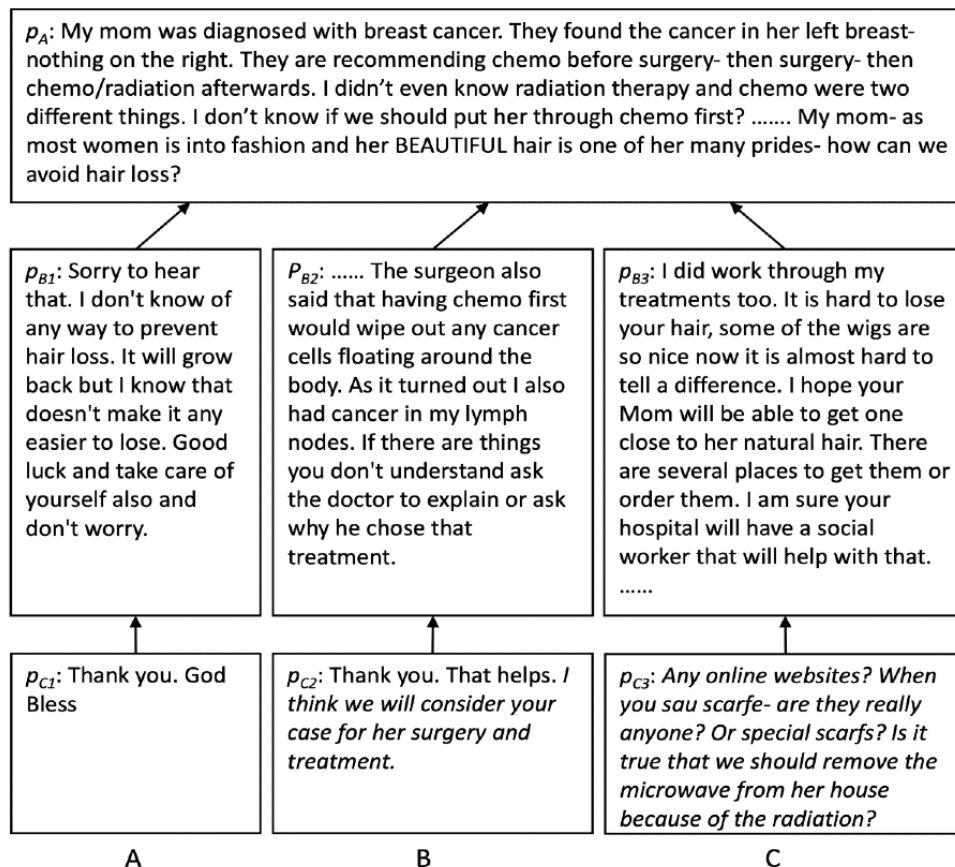 pA: My mom was diagnosed with breast cancer. They found the cancer in her left breast-
nothing on the right. They are recommending chemo before surgery- then surgery- then
chemo/radiation afterwards. I didn't even know radiation therapy and chemo were two
different things. I don't know if we should put her through chemo first? ....... My mom- as
most women is into fashion and her BEAUTIFUL hair is one of her many prides- how can we
avoid hair loss?
pB1: Sorry to hear
that. I don't know of
any way to prevent
hair loss. It will grow
back but I know that
doesn't make it any
easier to lose. Good
luck and take care of
yourself also and
don't worry.
PB2: ...... The surgeon also
said that having chemo first
would wipe out any cancer
cells floating around the
body. As it turned out I also
had cancer in my lymph
nodes. If there are things
you don't understand ask
the doctor to explain or ask
why he chose that
treatment.
pB3: I did work through my
treatments too. It is hard to lose
your hair, some of the wigs are
so nice now it is almost hard to
tell a difference. I hope your
Mom will be able to get one
close to her natural hair. There
are several places to get them or
order them. I am sure your
hospital will have a social
worker that will help with that.
......
pC1: Thank you. God
Bless
pC2: Thank you. That helps. I
think we will consider your
case for her surgery and
treatment.
pC3: Any online websites? When
you sau scarfe- are they really
anyone? Or special scarfs? Is it
true that we should remove the
microwave from her house
because of the radiation?
A
B
C